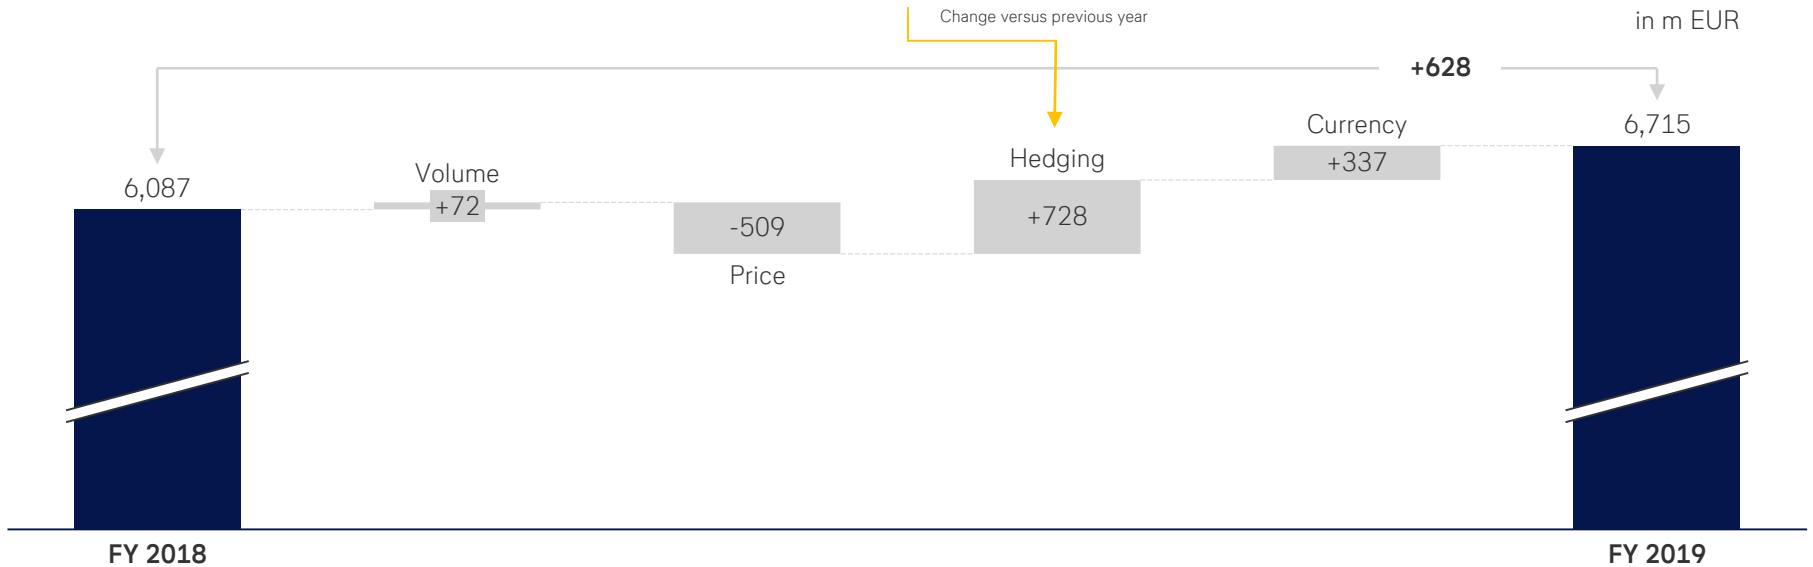 Change versus previous year
in m EUR
+628
6,087
Volume
+72
-509
Price
Hedging
+728
Currency
+337
6,715
FY 2018
FY 2019